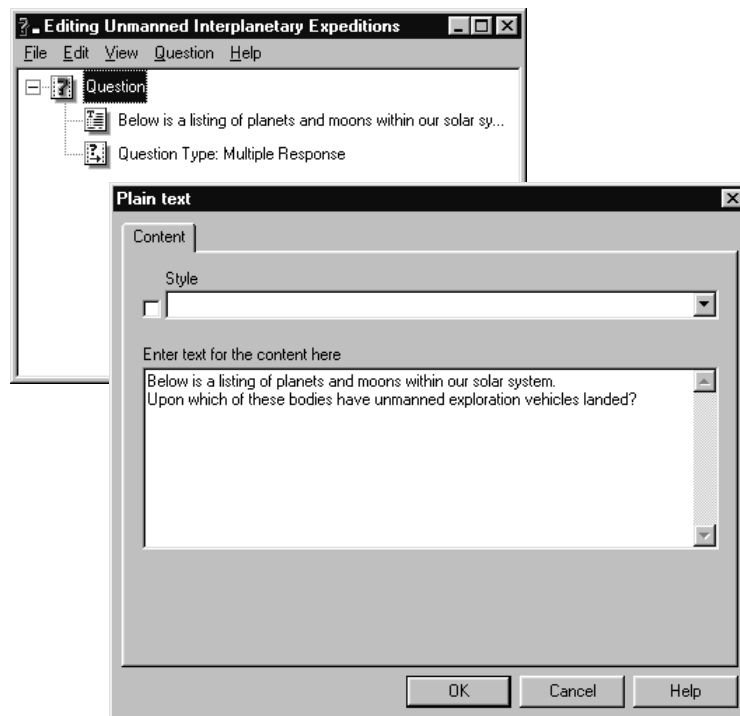 Editing Unmanned Interplanetary Expeditions
File Edit View Question Help
Question
Below is a listing of planets and moons within our solar sy...
Question Type: Multiple Response
Plain text
Content
Style
Enter text for the content here
Below is a listing of planets and moons within our solar system.
Upon which of these bodies have unmanned exploration vehicles landed?
OK Cancel Help